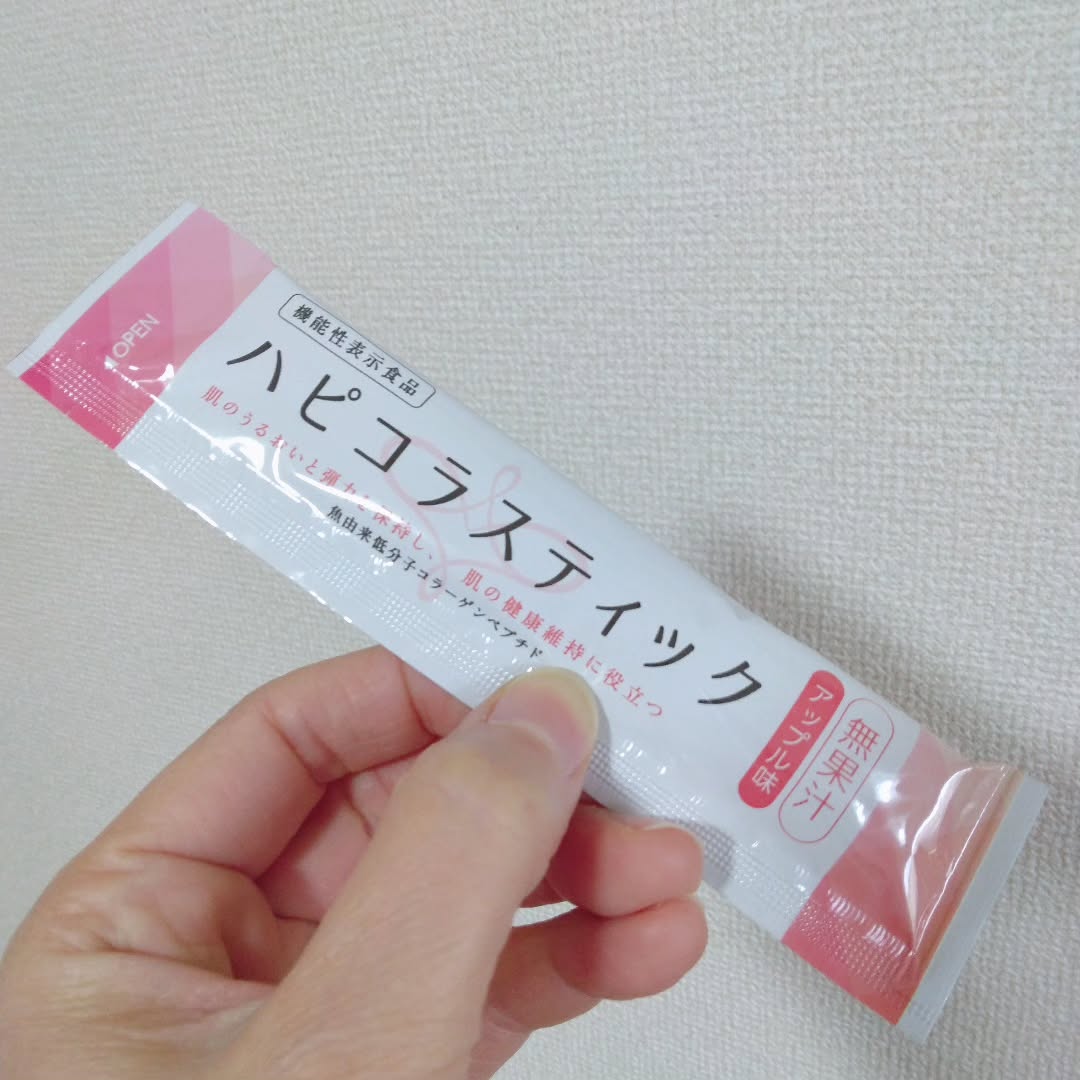 OPEN
機能性表示食品
ハピコラスティック
肌のうるおいと弾力を保持し、肌の健康維持に役立つ
魚由来低分子コラーゲンペプチド
アップル味
無果汁